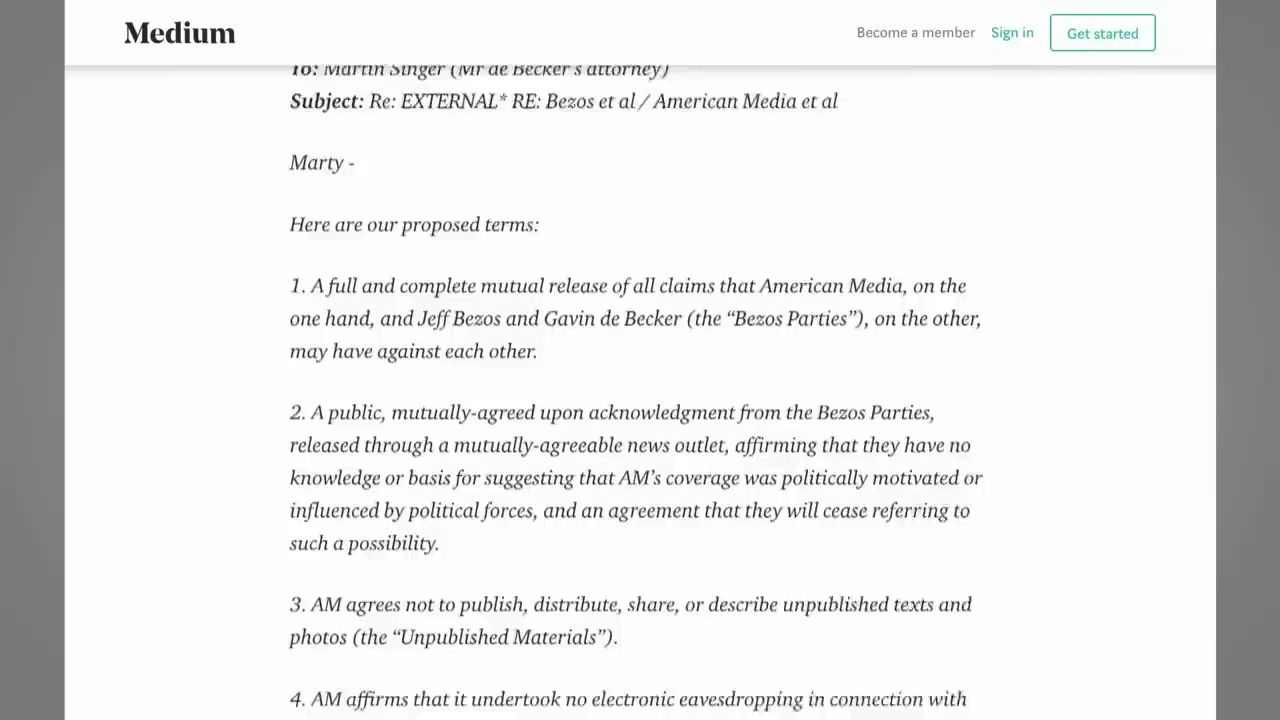 Medium
Become a member Sign in Get started
To: Martin Singer (Mr de Becker's attorney)
Subject: Re: EXTERNAL* RE: Bezos et al / American Media et al
Marty -
Here are our proposed terms:
1. A full and complete mutual release of all claims that American Media, on the
one hand, and Jeff Bezos and Gavin de Becker (the “Bezos Parties”), on the other,
may have against each other.
2. A public, mutually-agreed upon acknowledgment from the Bezos Parties,
released through a mutually-agreeable news outlet, affirming that they have no
knowledge or basis for suggesting that AM’s coverage was politically motivated or
influenced by political forces, and an agreement that they will cease referring to
such a possibility.
3. AM agrees not to publish, distribute, share, or describe unpublished texts and
photos (the “Unpublished Materials”).
4. AM affirms that it undertook no electronic eavesdropping in connection with